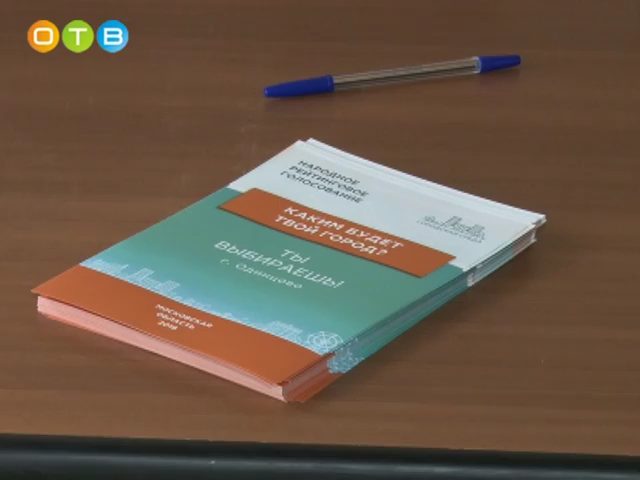 ОТВ
НАРОДНОЕ
РЕЙТИНГОВОЕ
ГОЛОСОВАНИЕ
КАКИМ БУДЕТ
ТВОЙ ГОРОД?
ТЫ
ВЫБИРАЕШЬ!
г. Одинцово
МОСКОВСКАЯ
ОБЛАСТЬ
2018